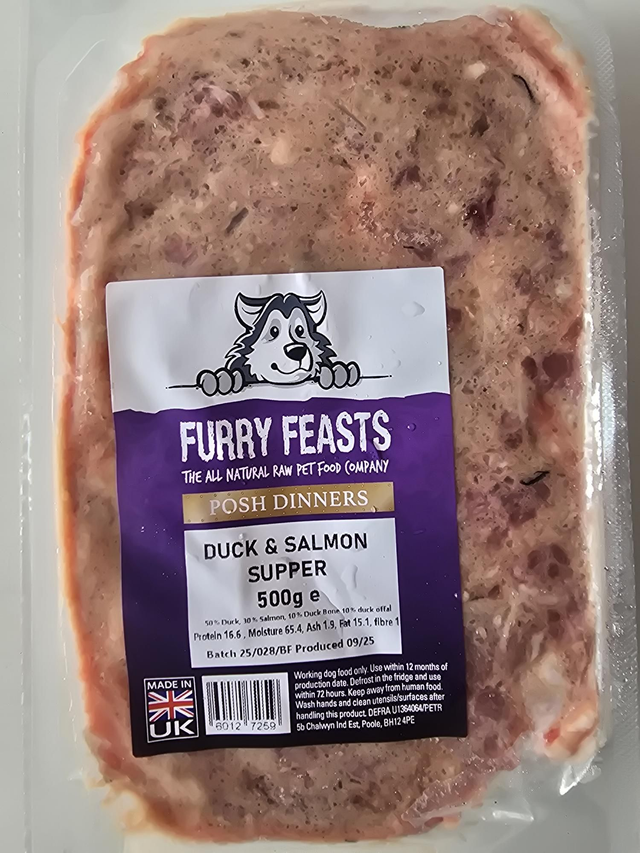 FURRY FEASTS
THE ALL NATURAL RAW PET FOOD COMPANY
POSH DINNERS
DUCK & SALMON
SUPPER
500g e
50% Duck, 30% Salmon, 10% Duck Bone 10% duck offal
Protein 16.6 , Moisture 65.4, Ash 1.9, Fat 15.1, fibre 1
Batch 25/028/BF Produced 09/25
MADE IN
UK
6012 7259
Working dog food only. Use within 12 months of
production date. Defrost in the fridge and use
within 72 hours. Keep away from human food.
Wash hands and clean utensils/surfaces after
handling this product. DEFRA U1364064/PETR
5b Chalwyn Ind Est, Poole, BH12 4PE